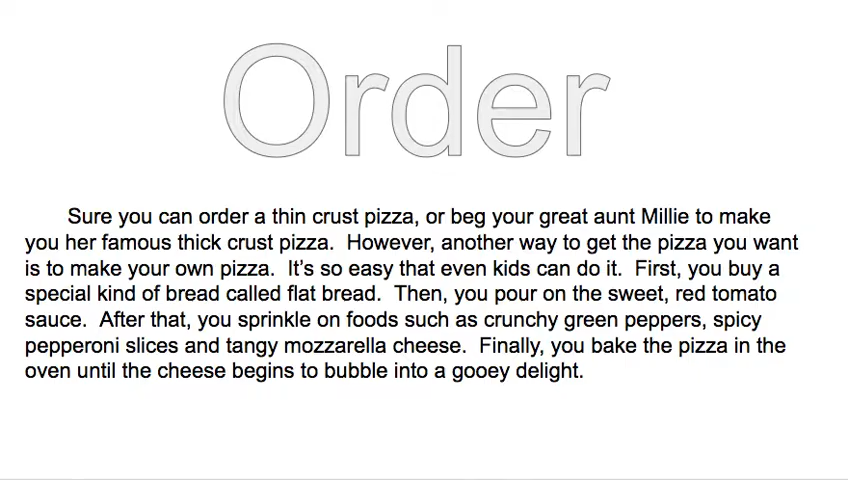 Order
Sure you can order a thin crust pizza, or beg your great aunt Millie to make
you her famous thick crust pizza.  However, another way to get the pizza you want
is to make your own pizza.  It’s so easy that even kids can do it.  First, you buy a
special kind of bread called flat bread.  Then, you pour on the sweet, red tomato
sauce.  After that, you sprinkle on foods such as crunchy green peppers, spicy
pepperoni slices and tangy mozzarella cheese.  Finally, you bake the pizza in the
oven until the cheese begins to bubble into a gooey delight.